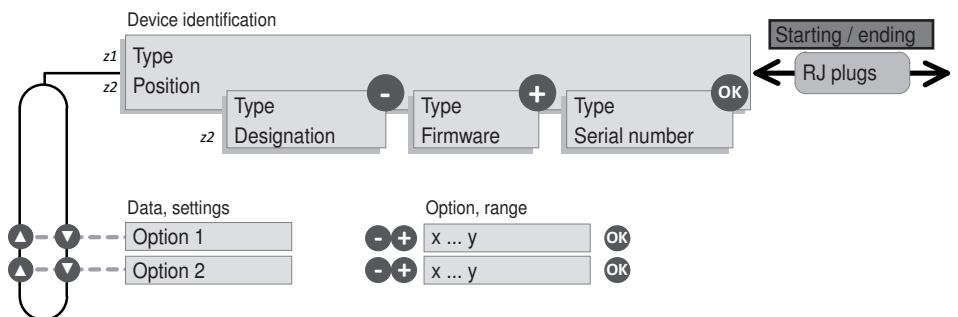 Device identification
Starting / ending
z1 Type
z2 Position
RJ plugs
- + OK
Type Type Type
z2 Designation Firmware Serial number
Data, settings Option, range
Option 1 - + x ... y OK
Option 2 - + x ... y OK